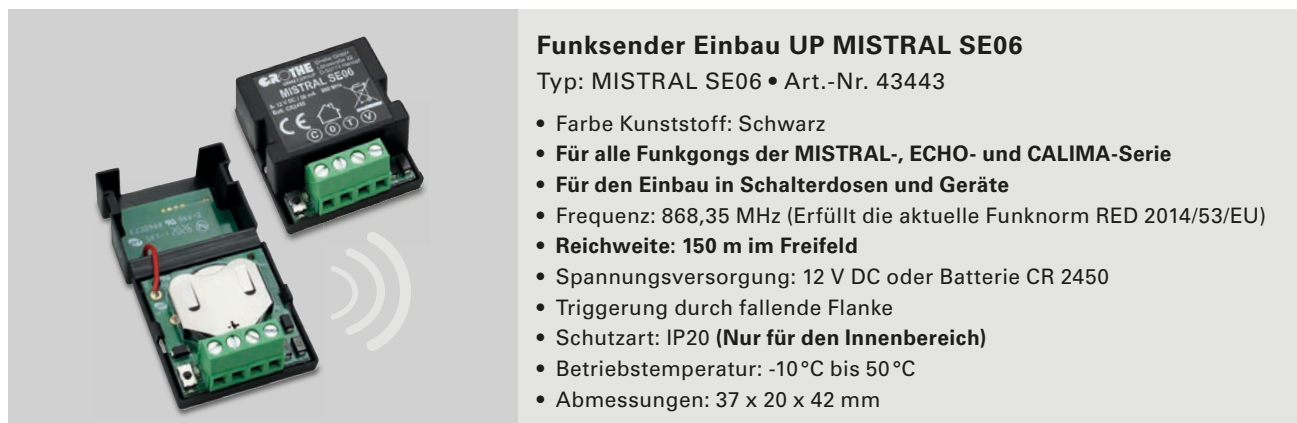 Funksender Einbau UP MISTRAL SE06
Typ: MISTRAL SE06 • Art.-Nr. 43443
• Farbe Kunststoff: Schwarz
• Für alle Funkgongs der MISTRAL-, ECHO- und CALIMA-Serie
• Für den Einbau in Schalterdosen und Geräte
• Frequenz: 868,35 MHz (Erfüllt die aktuelle Funknorm RED 2014/53/EU)
• Reichweite: 150 m im Freifeld
• Spannungsversorgung: 12 V DC oder Batterie CR 2450
• Triggerung durch fallende Flanke
• Schutzart: IP20 (Nur für den Innenbereich)
• Betriebstemperatur: -10 °C bis 50 °C
• Abmessungen: 37 x 20 x 42 mm
GROTHE
MISTRAL SE06
CE
C O T V
+